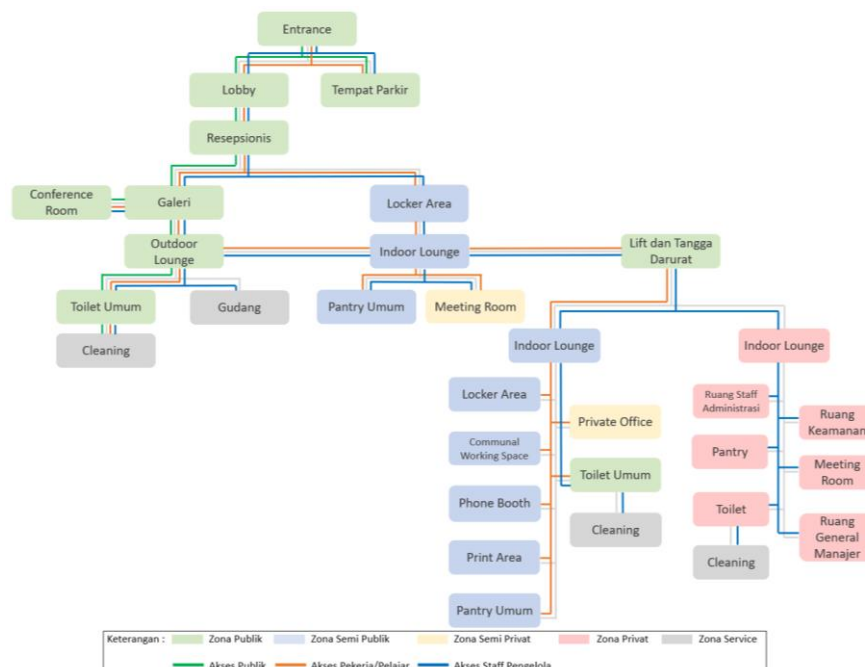 Entrance
Lobby
Tempat Parkir
Resepsionis
Conference
Room
Galeri
Locker Area
Outdoor
Lounge
Indoor Lounge
Lift dan Tangga
Darurat
Toilet Umum
Gudang
Pantry Umum
Meeting Room
Cleaning
Indoor Lounge
Indoor Lounge
Locker Area
Ruang Staff
Administrasi
Private Office
Ruang
Keamanan
Communal
Working Space
Pantry
Toilet Umum
Meeting
Room
Phone Booth
Toilet
Cleaning
Ruang
General
Manajer
Print Area
Cleaning
Pantry Umum
Keterangan :
Zona Publik
Zona Semi Publik
Zona Semi Privat
Zona Privat
Zona Service
Akses Publik
Akses Pekerja/Pelajar
Akses Staff Pengelola